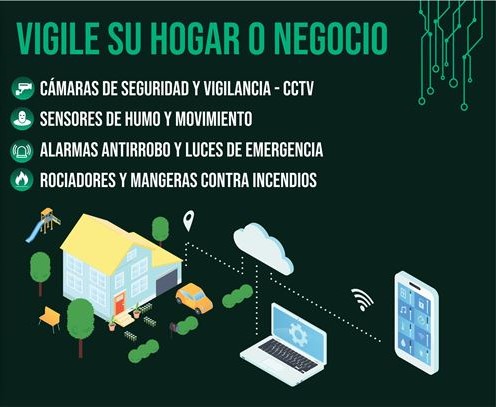 VIGILE SU HOGAR O NEGOCIO
CÁMARAS DE SEGURIDAD Y VIGILANCIA - CCTV
SENSORES DE HUMO Y MOVIMIENTO
ALARMAS ANTIRROBO Y LUCES DE EMERGENCIA
ROCIADORES Y MANGERAS CONTRA INCENDIOS